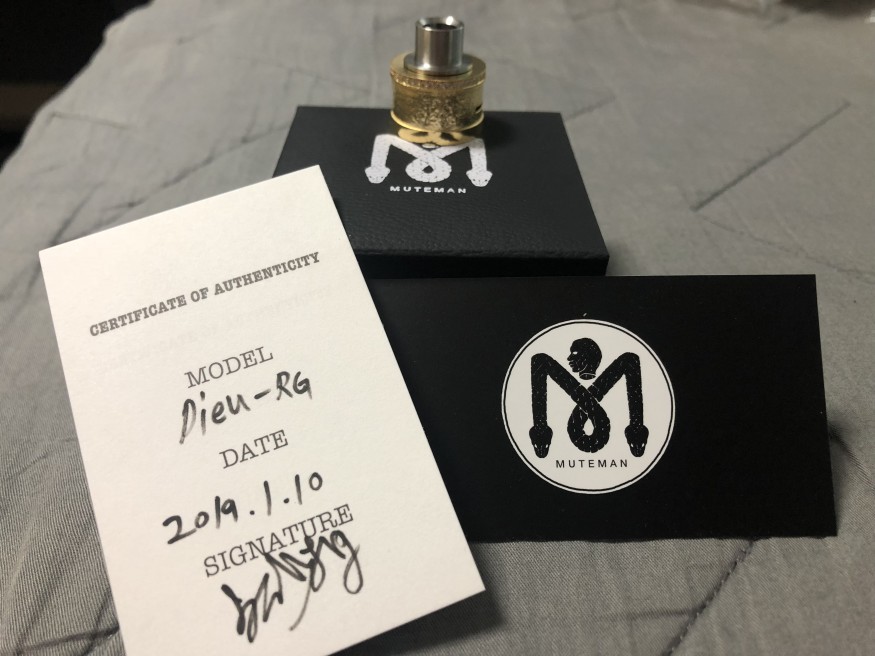 MUTEMAN
CERTIFICATE OF AUTHENTICITY
MODEL
Dieu-RG
DATE
2019.1.10
SIGNATURE
MUTEMAN